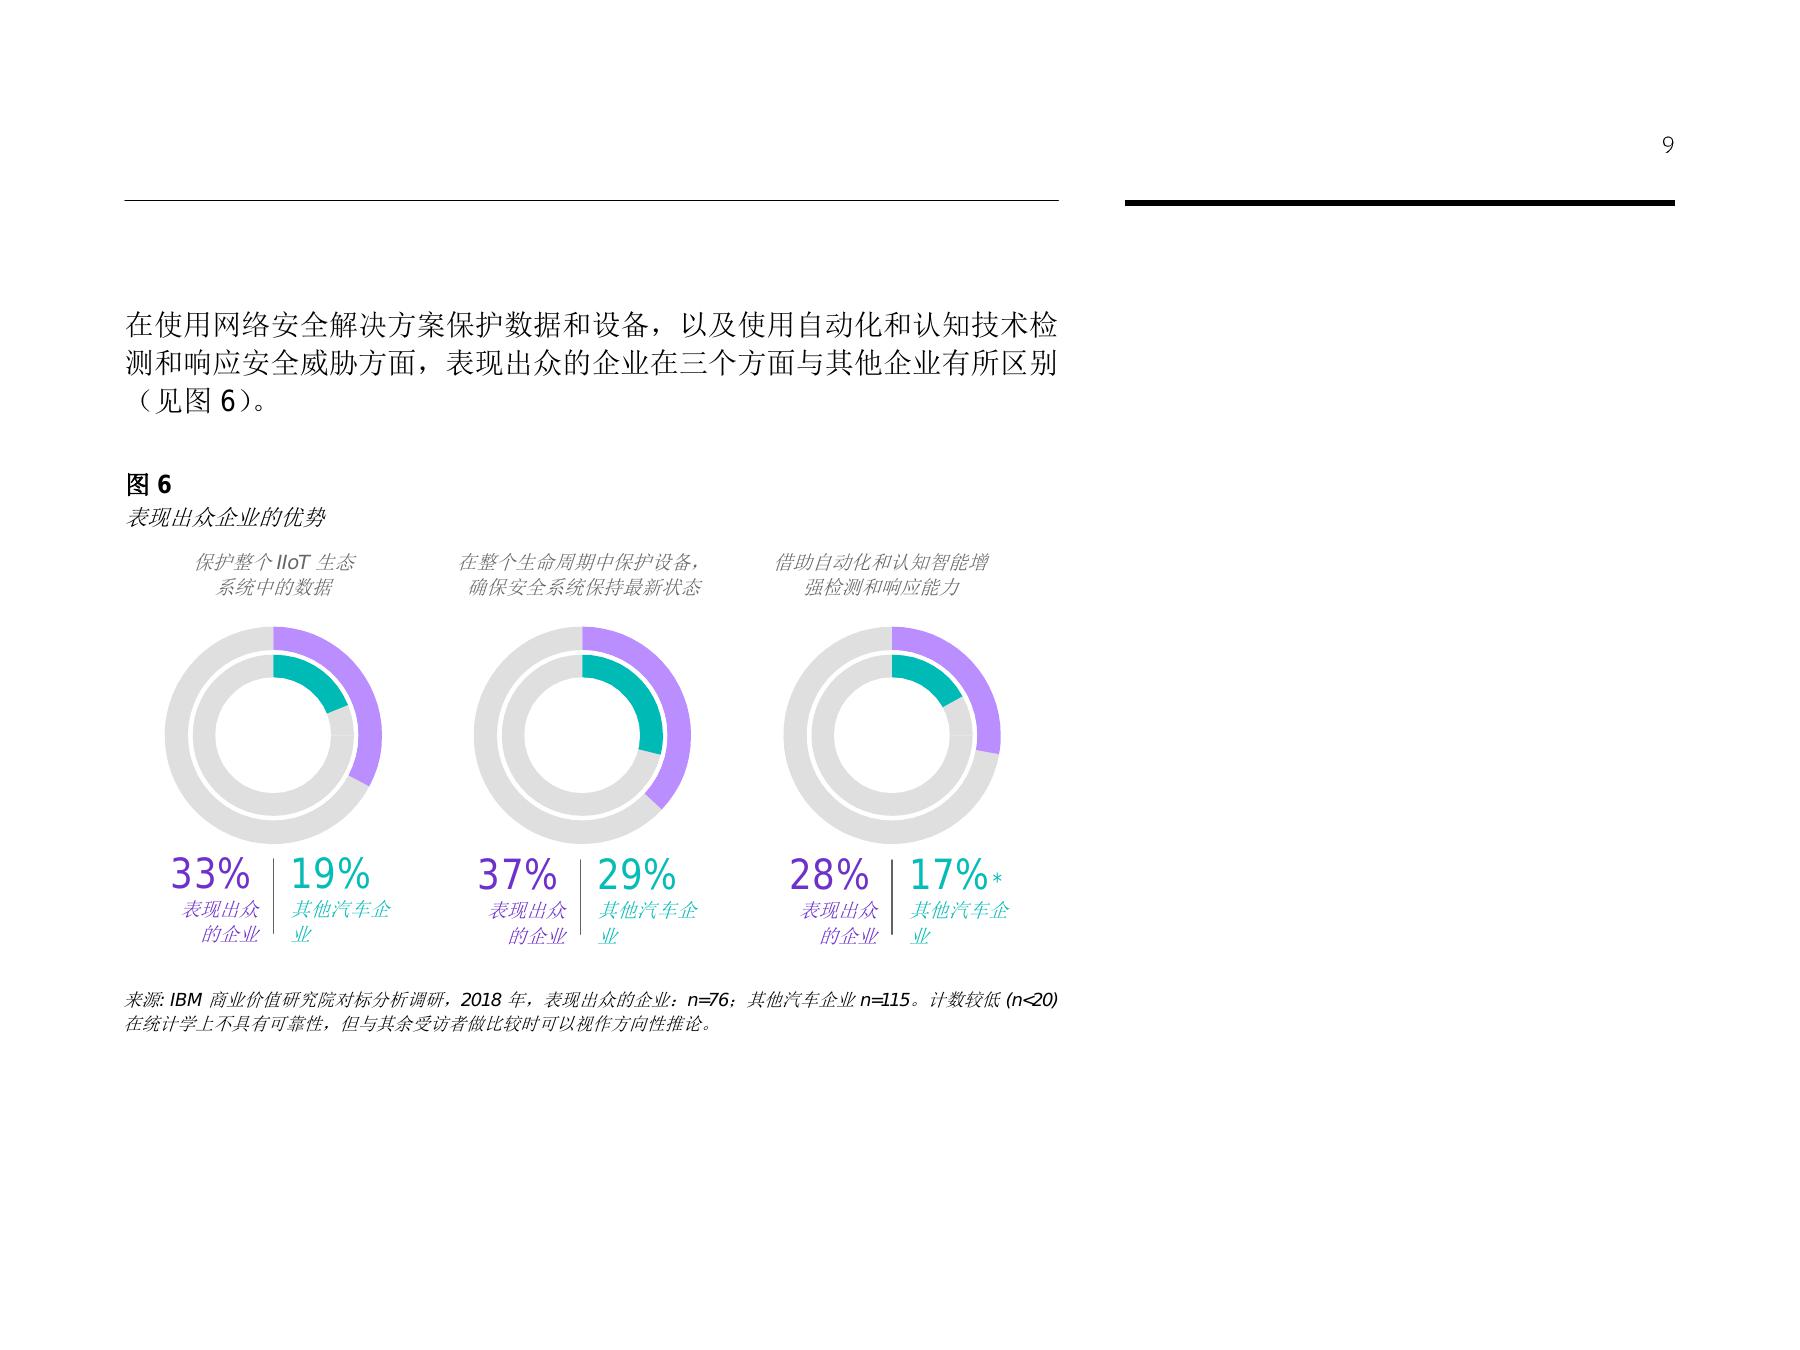 9
在使用网络安全解决方案保护数据和设备，以及使用自动化和认知技术检
测和响应安全威胁方面，表现出众的企业在三个方面与其他企业有所区别
（见图 6）。
图 6
表现出众企业的优势
保护整个 IIoT 生态
系统中的数据
在整个生命周期中保护设备，
确保安全系统保持最新状态
借助自动化和认知智能增
强检测和响应能力
33%
表现出众
的企业
19%
其他汽车企
业
37%
表现出众
的企业
29%
其他汽车企
业
28%
表现出众
的企业
17%*
其他汽车企
业
来源: IBM 商业价值研究院对标分析调研，2018 年，表现出众的企业：n=76；其他汽车企业 n=115。计数较低 (n<20)
在统计学上不具有可靠性，但与其余受访者做比较时可以视作方向性推论。